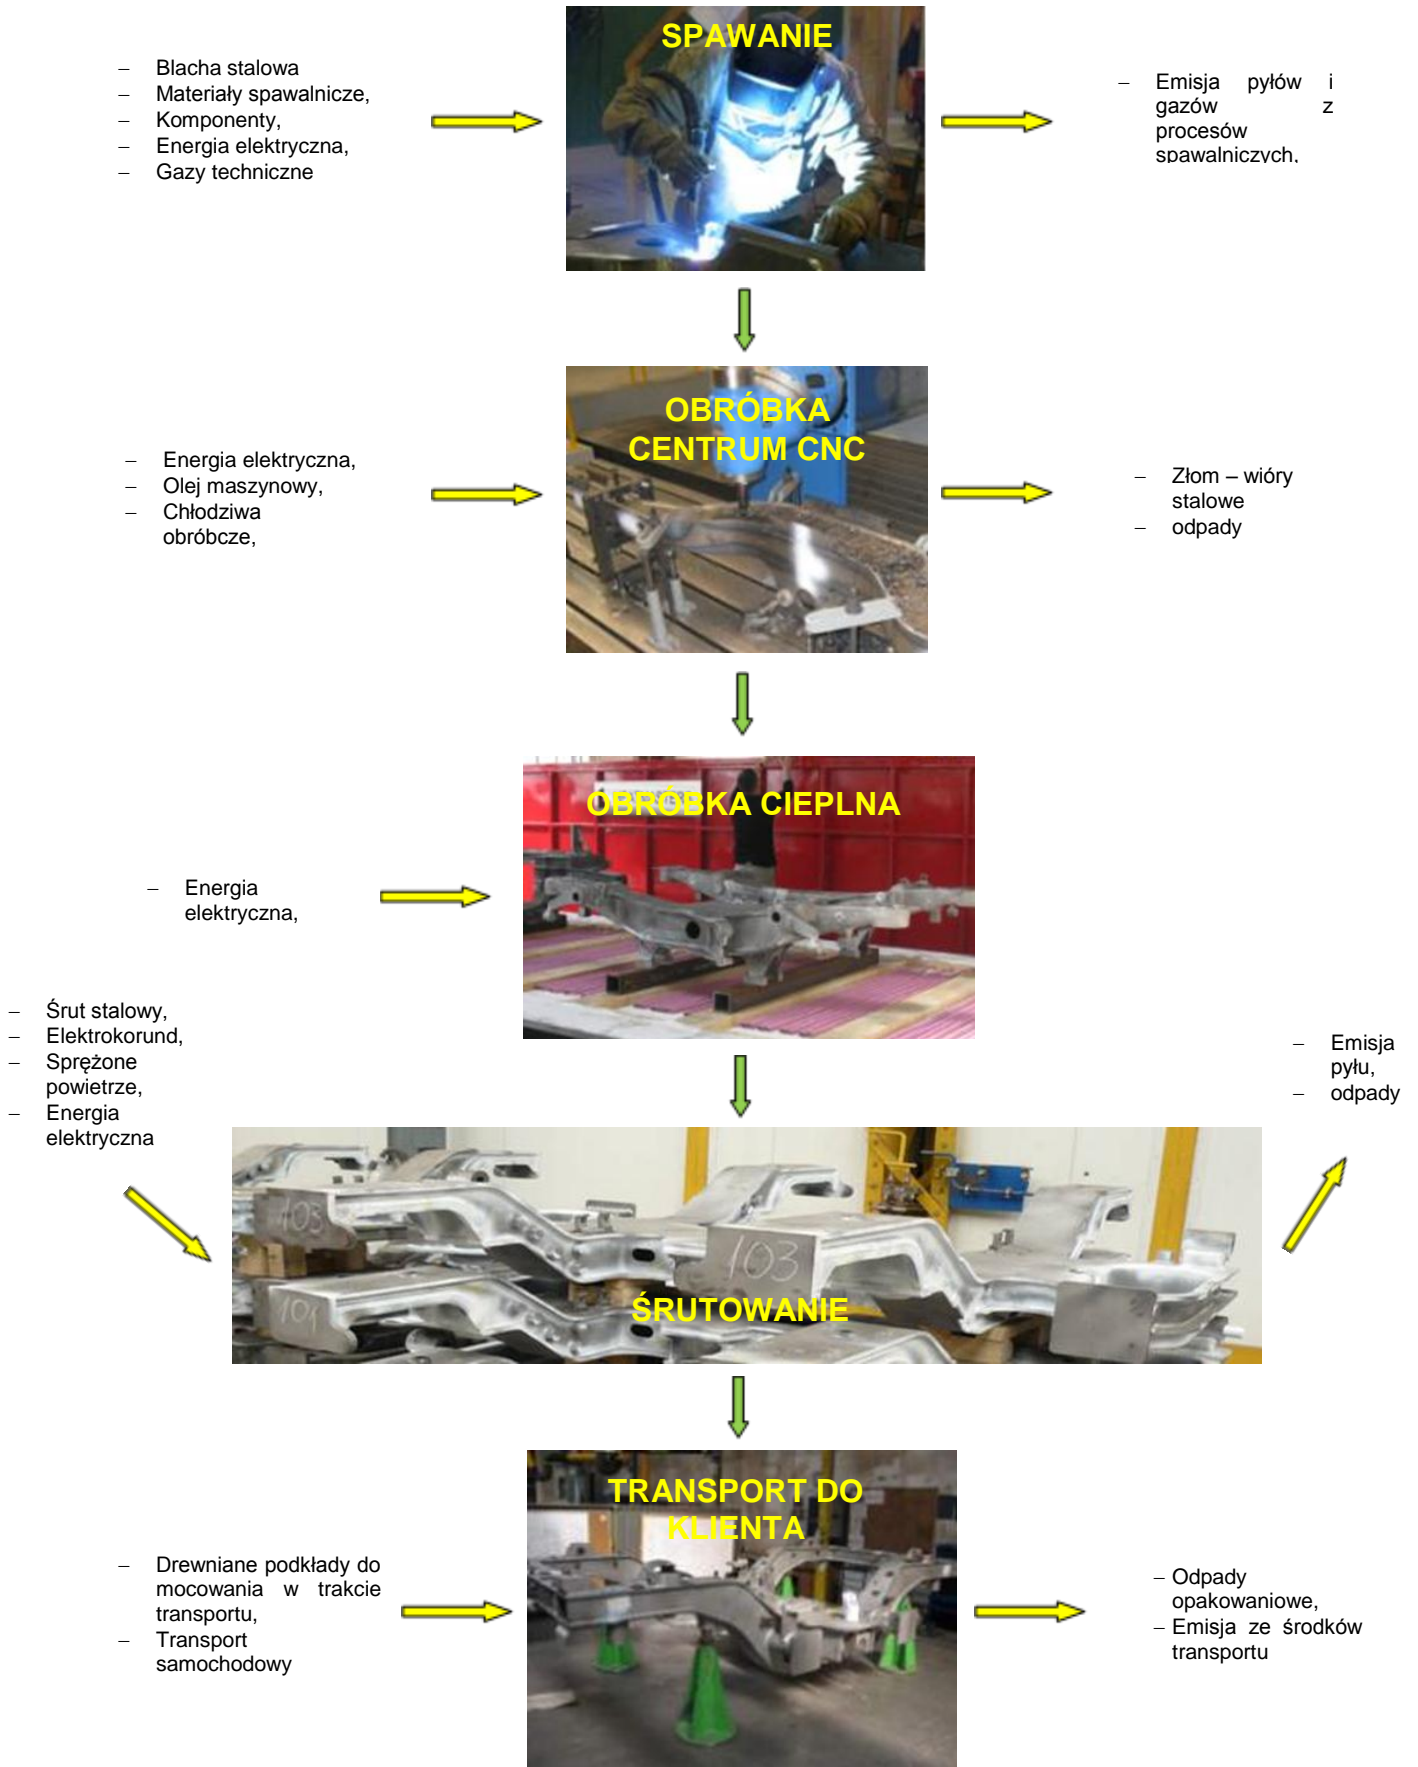 SPAWANIE
– Blacha stalowa
– Materiały spawalnicze,
– Komponenty,
– Energia elektryczna,
– Gazy techniczne
– Emisja pyłów i
gazów z
procesów
spawalniczych,
OBRÓBKA
CENTRUM CNC
– Energia elektryczna,
– Olej maszynowy,
– Chłodziwa
obróbcze,
– Złom – wióry
stalowe
– odpady
OBRÓBKA CIEPLNA
– Energia
elektryczna,
– Śrut stalowy,
– Elektrokorund,
– Sprężone
powietrze,
– Energia
elektryczna
– Emisja
pyłu,
– odpady
103
103
101
ŚRUTOWANIE
TRANSPORT DO
KLIENTA
– Drewniane podkłady do
mocowania w trakcie
transportu,
– Transport
samochodowy
– Odpady
opakowaniowe,
– Emisja ze środków
transportu